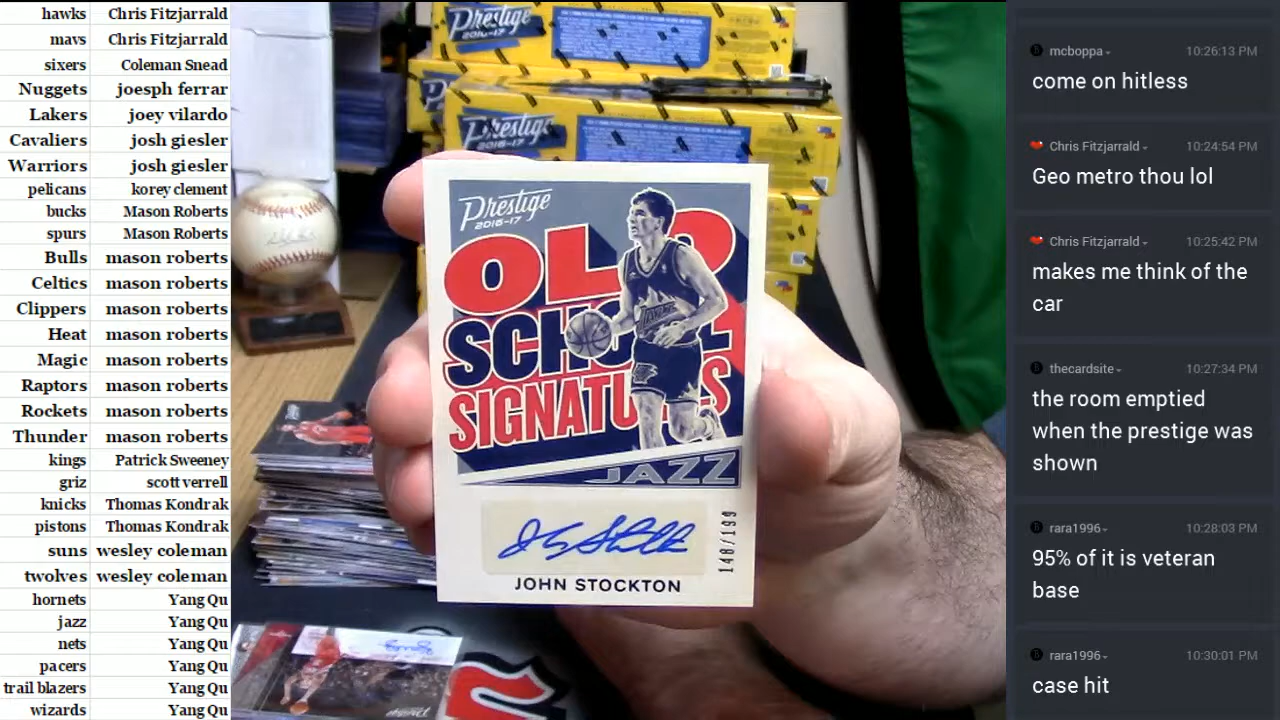 hawks Chris Fitzjarrald
mavs Chris Fitzjarrald
sixers Coleman Snead
Nuggets joesph ferrar
Lakers joey vilardo
Cavaliers josh giesler
Warriors josh giesler
pelicans korey clement
bucks Mason Roberts
spurs Mason Roberts
Bulls mason roberts
Celtics mason roberts
Clippers mason roberts
Heat mason roberts
Magic mason roberts
Raptors mason roberts
Rockets mason roberts
Thunder mason roberts
kings Patrick Sweeney
griz scott verrell
knicks Thomas Kondrak
pistons Thomas Kondrak
suns wesley coleman
twolves wesley coleman
hornets Yang Qu
jazz Yang Qu
nets Yang Qu
pacers Yang Qu
trail blazers Yang Qu
wizards Yang Qu
Prestige
2016-17
Prestige
2016-17
Prestige
2016-17
OLD
SCHOOL
SIGNATURES
JAZZ
148/199
JOHN STOCKTON
mcboppa 10:26:13 PM
come on hitless
Chris Fitzjarrald 10:24:54 PM
Geo metro thou lol
Chris Fitzjarrald 10:25:42 PM
makes me think of the
car
thecardsite 10:27:34 PM
the room emptied
when the prestige was
shown
rara1996 10:28:03 PM
95% of it is veteran
base
rara1996 10:30:01 PM
case hit